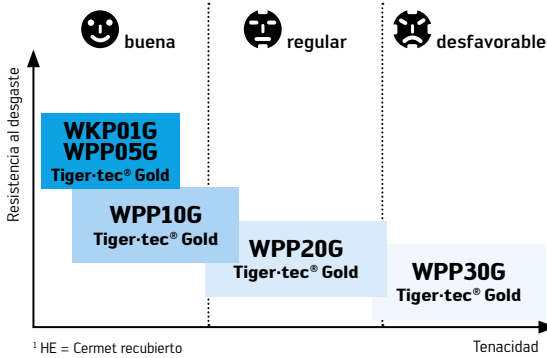 buena
regular
desfavorable
Resistencia al desgaste
WKP01G
WPP05G
Tiger·tec® Gold
WPP10G
Tiger·tec® Gold
WPP20G
Tiger·tec® Gold
WPP30G
Tiger·tec® Gold
¹ HE = Cermet recubierto
Tenacidad